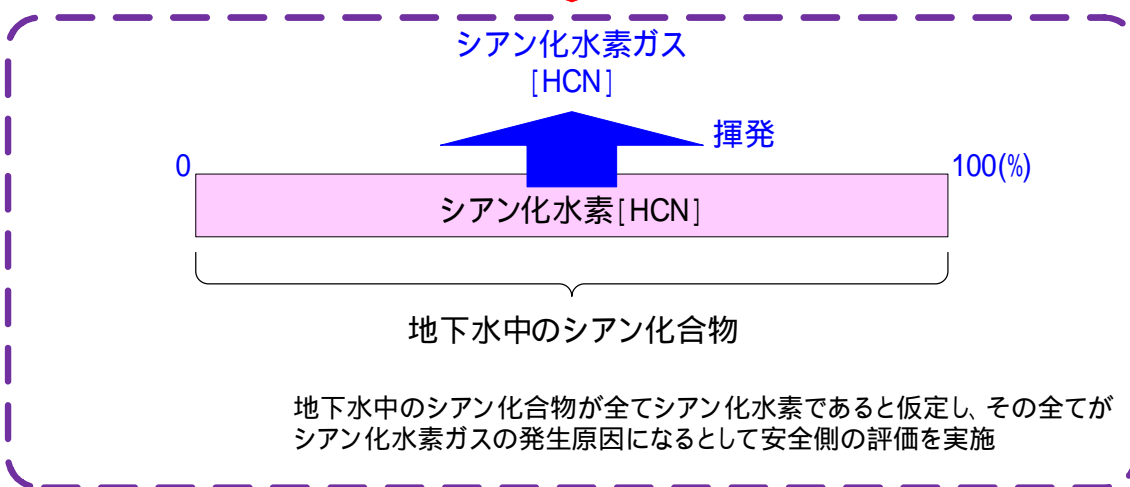 シアン化水素ガス
[HCN]
揮発
0
100(%)
シアン化水素[HCN]
地下水中のシアン化合物
地下水中のシアン化合物が全てシアン化水素であると仮定し、その全てが
シアン化水素ガスの発生原因になるとして安全側の評価を実施